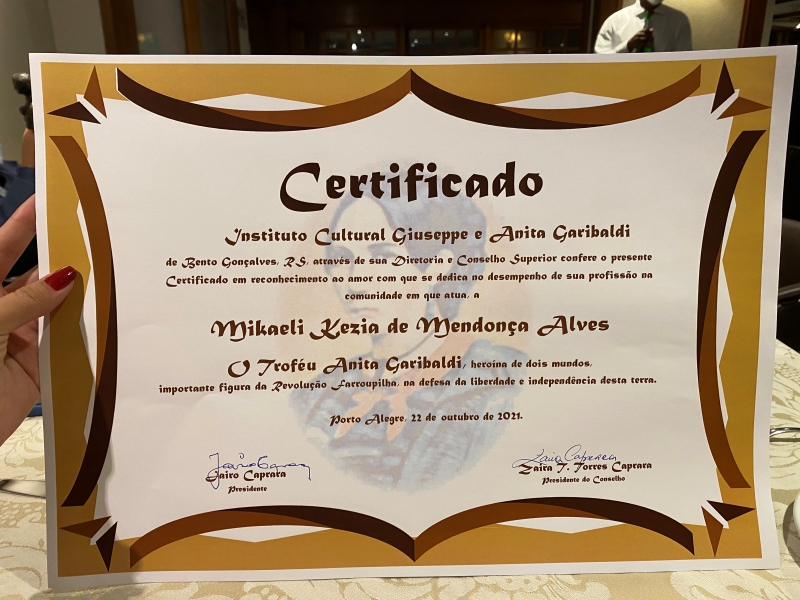 Certificado
Instituto Cultural Giuseppe e Anita Garibaldi
de Bento Gonçalves, RS, através de sua Diretoria e Conselho Superior confere o presente
Certificado em reconhecimento ao amor com que se dedica no desempenho de sua profissão na
comunidade em que atua, a
Mikaeli Kezia de Mendonça Alves
O Troféu Anita Garibaldi, heroína de dois mundos,
importante figura da Revolução Farroupilha, na defesa da liberdade e independência desta terra.
Porto Alegre, 22 de outubro de 2021.
Jairo Caprara
Presidente
Zaira T. Torres Caprara
Presidente do Conselho